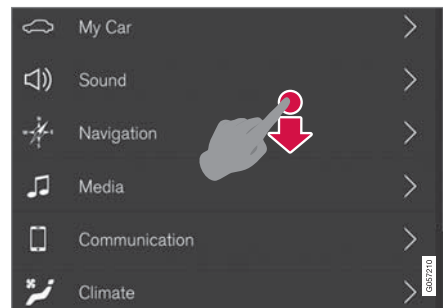 My Car
Sound
Navigation
Media
Communication
Climate
G057210